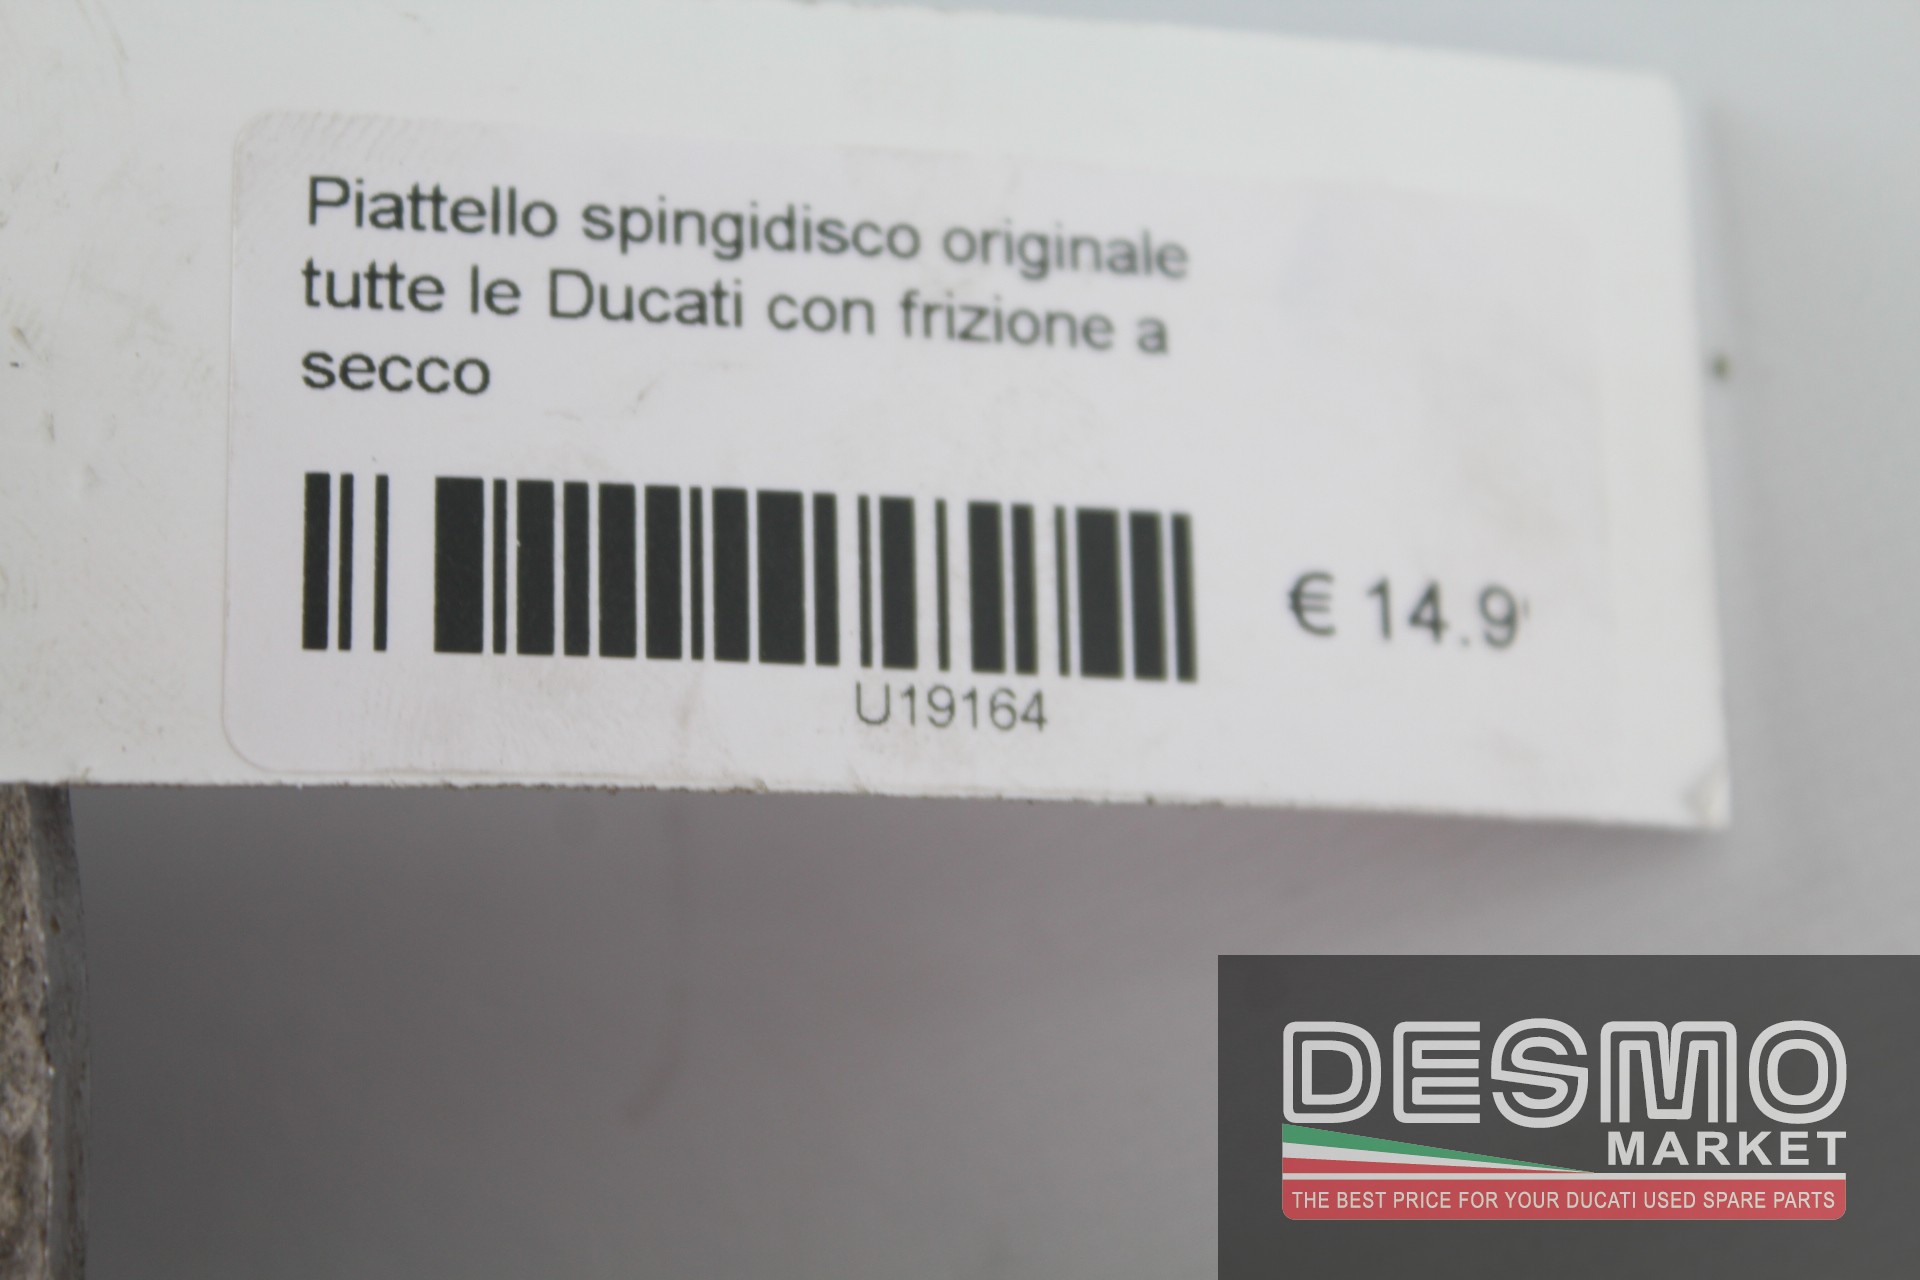 Piattello spingidisco originale
tutte le Ducati con frizione a
secco
€ 14.9
U19164
DESMO
MARKET
THE BEST PRICE FOR YOUR DUCATI USED SPARE PARTS